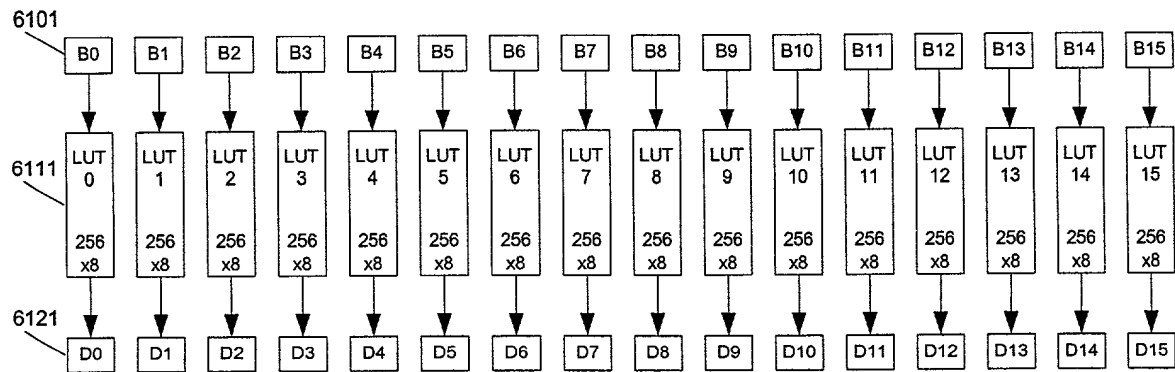 6101
B0 B1 B2 B3 B4 B5 B6 B7 B8 B9 B10 B11 B12 B13 B14 B15
6111
LUT LUT LUT LUT LUT LUT LUT LUT LUT LUT LUT LUT LUT LUT LUT LUT
0 1 2 3 4 5 6 7 8 9 10 11 12 13 14 15
256 256 256 256 256 256 256 256 256 256 256 256 256 256 256 256
x8 x8 x8 x8 x8 x8 x8 x8 x8 x8 x8 x8 x8 x8 x8 x8
6121
D0 D1 D2 D3 D4 D5 D6 D7 D8 D9 D10 D11 D12 D13 D14 D15